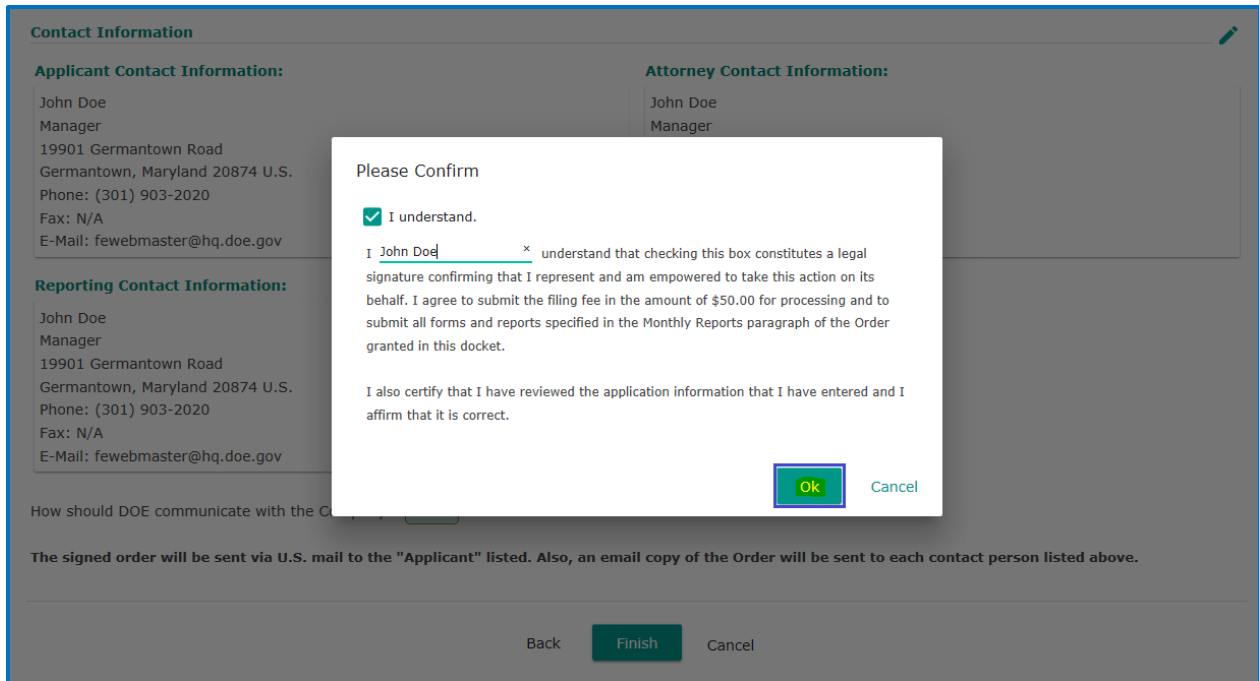 Contact Information
Applicant Contact Information:
John Doe
Manager
19901 Germantown Road
Germantown, Maryland 20874 U.S.
Phone: (301) 903-2020
Fax: N/A
E-Mail: fewebmaster@hq.doe.gov
Attorney Contact Information:
John Doe
Manager
Reporting Contact Information:
John Doe
Manager
19901 Germantown Road
Germantown, Maryland 20874 U.S.
Phone: (301) 903-2020
Fax: N/A
E-Mail: fewebmaster@hq.doe.gov
Please Confirm
I understand.
I John Doe × understand that checking this box constitutes a legal
signature confirming that I represent and am empowered to take this action on its
behalf. I agree to submit the filing fee in the amount of $50.00 for processing and to
submit all forms and reports specified in the Monthly Reports paragraph of the Order
granted in this docket.
I also certify that I have reviewed the application information that I have entered and I
affirm that it is correct.
Ok
Cancel
How should DOE communicate with the
The signed order will be sent via U.S. mail to the "Applicant" listed. Also, an email copy of the Order will be sent to each contact person listed above.
Back
Finish
Cancel